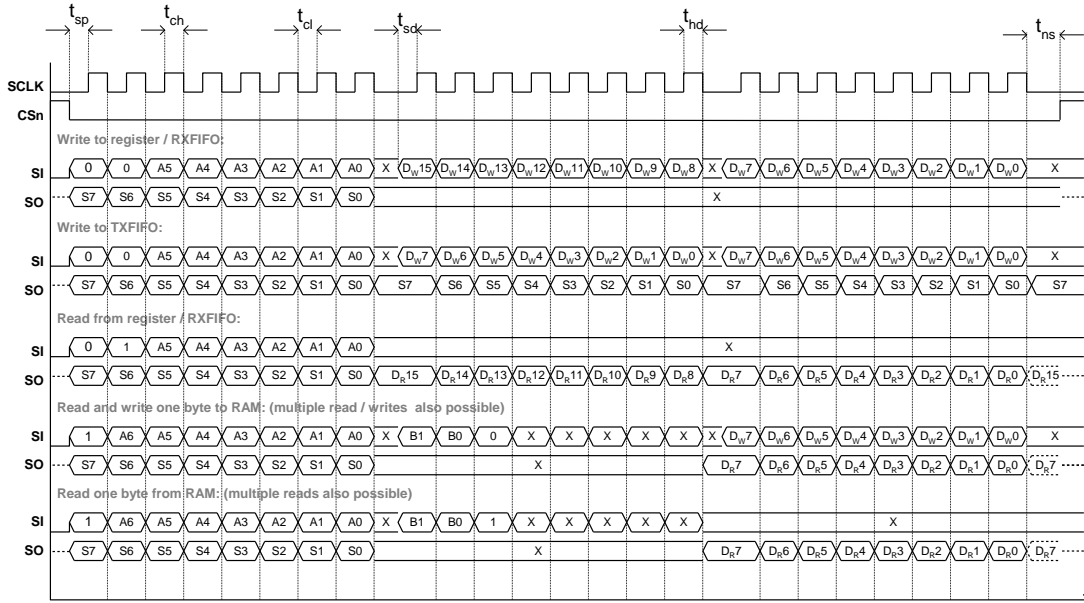 tsp tch tcl tsd thd tns
SCLK
CSn
Write to register / RXFIFO:
SI 0 0 A5 A4 A3 A2 A1 A0 X DW15 DW14 DW13 DW12 DW11 DW10 DW9 DW8 X DW7 DW6 DW5 DW4 DW3 DW2 DW1 DW0 X
SO S7 S6 S5 S4 S3 S2 S1 S0 X
Write to TXFIFO:
SI 0 0 A5 A4 A3 A2 A1 A0 X DW7 DW6 DW5 DW4 DW3 DW2 DW1 DW0 X DW7 DW6 DW5 DW4 DW3 DW2 DW1 DW0 X
SO S7 S6 S5 S4 S3 S2 S1 S0 S7 S6 S5 S4 S3 S2 S1 S0 S7 S6 S5 S4 S3 S2 S1 S0 S7
Read from register / RXFIFO:
SI 0 1 A5 A4 A3 A2 A1 A0 X
SO S7 S6 S5 S4 S3 S2 S1 S0 DR15 DR14 DR13 DR12 DR11 DR10 DR9 DR8 DR7 DR6 DR5 DR4 DR3 DR2 DR1 DR0 DR15
Read and write one byte to RAM: (multiple read / writes also possible)
SI 1 A6 A5 A4 A3 A2 A1 A0 X B1 B0 0 X X X X X X DW7 DW6 DW5 DW4 DW3 DW2 DW1 DW0 X
SO S7 S6 S5 S4 S3 S2 S1 S0 X DR7 DR6 DR5 DR4 DR3 DR2 DR1 DR0 DR7
Read one byte from RAM: (multiple reads also possible)
SI 1 A6 A5 A4 A3 A2 A1 A0 X B1 B0 1 X X X X X X
SO S7 S6 S5 S4 S3 S2 S1 S0 X DR7 DR6 DR5 DR4 DR3 DR2 DR1 DR0 DR7